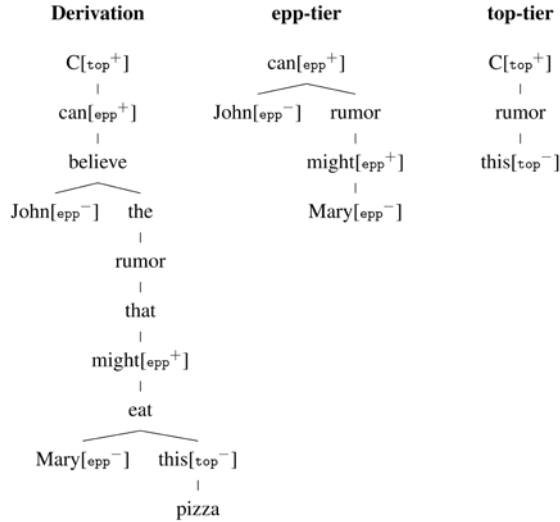 Derivation epp-tier top-tier
C[top+] can[epp+] C[top+]
can[epp+] John[epp−] rumor rumor
believe might[epp+] this[top−]
John[epp−] the Mary[epp−]
rumor
that
might[epp+]
eat
Mary[epp−] this[top−]
pizza